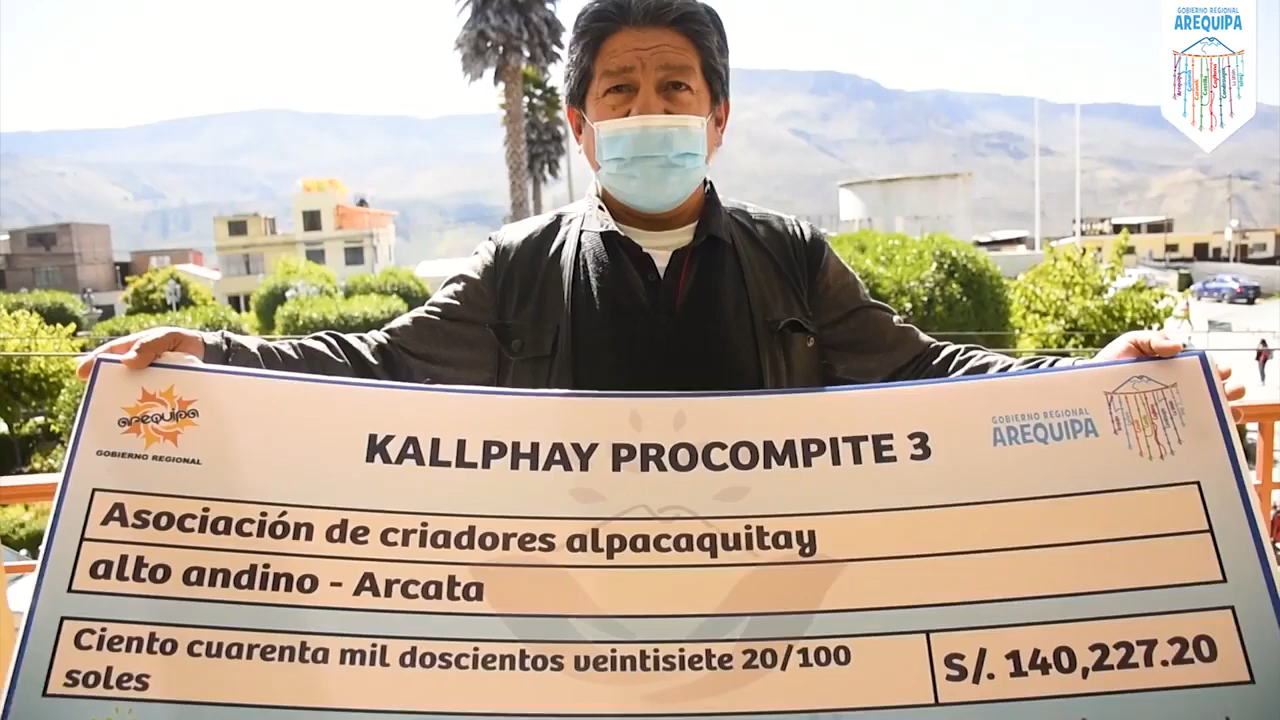 GOBIERNO REGIONAL
AREQUIPA
arequipa
GOBIERNO REGIONAL
GOBIERNO REGIONAL
AREQUIPA
KALLPHAY PROCOMPITE 3
Asociación de criadores alpacaquitay
alto andino - Arcata
Ciento cuarenta mil doscientos veintisiete 20/100
soles
S/. 140,227.20